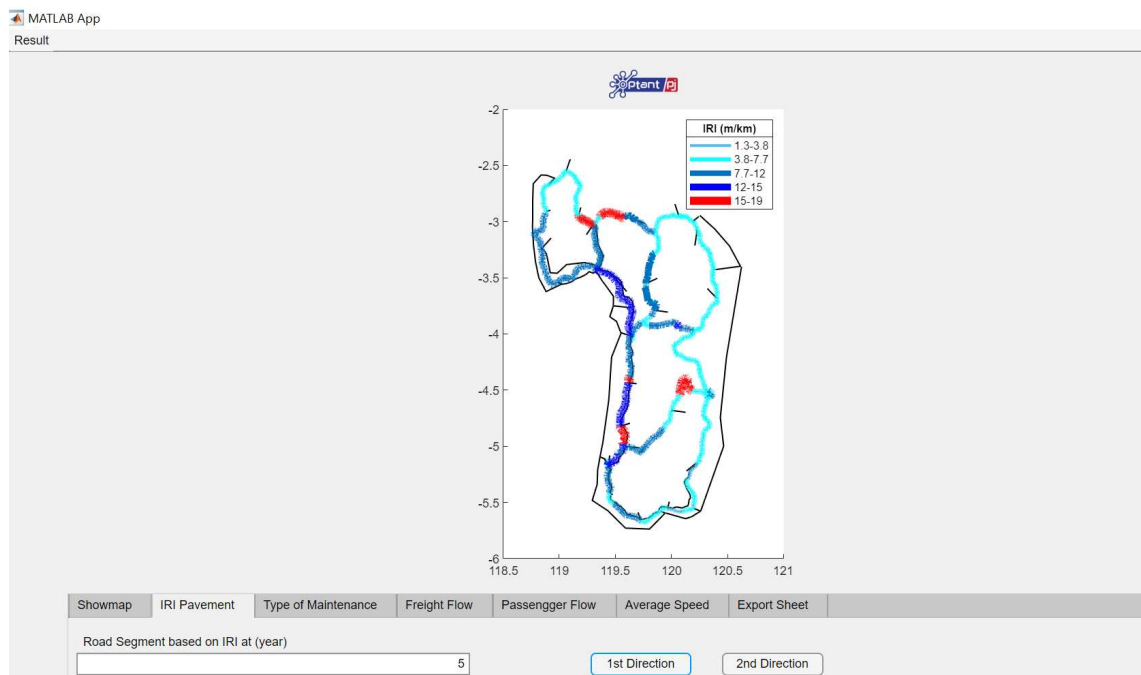 MATLAB App
Result
optant pj
IRI (m/km)
1.3-3.8
3.8-7.7
7.7-12
12-15
15-19
-2
-2.5
-3
-3.5
-4
-4.5
-5
-5.5
-6
118.5 119 119.5 120 120.5 121
Showmap IRI Pavement Type of Maintenance Freight Flow Passengger Flow Average Speed Export Sheet
Road Segment based on IRI at (year)
5 1st Direction 2nd Direction